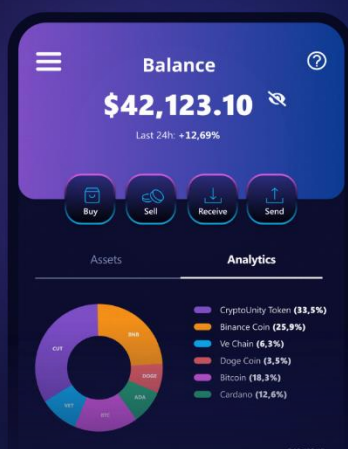 Balance
$42,123.10
Last 24h: +12,69%
Buy
Sell
Receive
Send
Assets
Analytics
CryptoUnity Token (33,5%)
Binance Coin (25,9%)
Ve Chain (6,3%)
Doge Coin (3,5%)
Bitcoin (18,3%)
Cardano (12,6%)
BNB
CUT
DOGE
ADA
VET
BTC